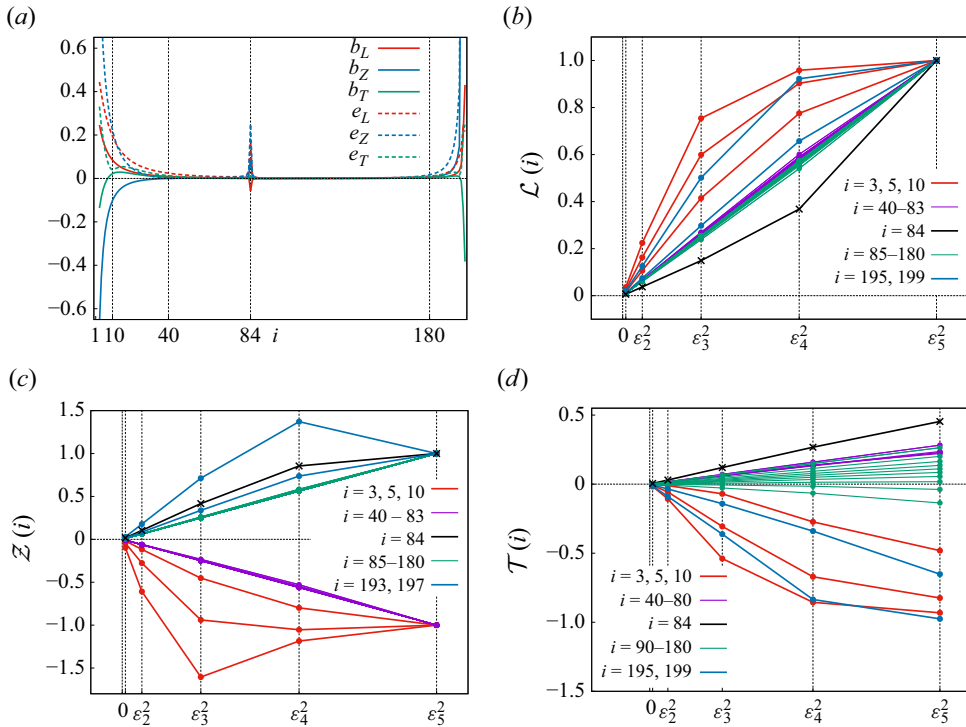 (a)
0.6
0.4
0.2
0
−0.2
−0.4
−0.6
b_L
b_Z
b_T
e_L
e_Z
e_T
1 10 40 84 i 180
(b)
1.0
0.8
0.6
0.4
0.2
0
ℒ (i)
i = 3, 5, 10
i = 40–83
i = 84
i = 85–180
i = 195, 199
0 ε₂² ε₃² ε₄² ε₅²
(c)
1.5
1.0
0.5
0
−0.5
−1.0
−1.5
𝒵 (i)
i = 3, 5, 10
i = 40 – 83
i = 84
i = 85–180
i = 193, 197
0 ε₂² ε₃² ε₄² ε₅²
(d)
0.5
0
−0.5
−1.0
−1.5
𝒯 (i)
i = 3, 5, 10
i = 40–80
i = 84
i = 90–180
i = 195, 199
0 ε₂² ε₃² ε₄² ε₅²